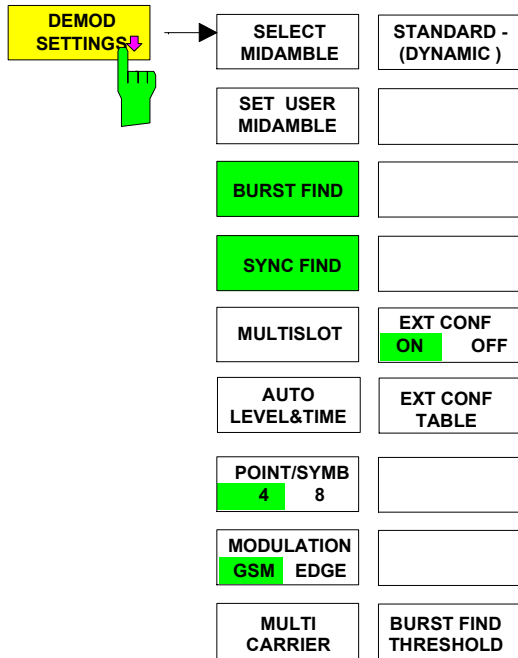 DEMOD
SETTINGS
SELECT
MIDAMBLE
STANDARD -
(DYNAMIC )
SET USER
MIDAMBLE
BURST FIND
SYNC FIND
MULTISLOT
EXT CONF
ON OFF
AUTO
LEVEL&TIME
EXT CONF
TABLE
POINT/SYMB
4 8
MODULATION
GSM EDGE
MULTI
CARRIER
BURST FIND
THRESHOLD